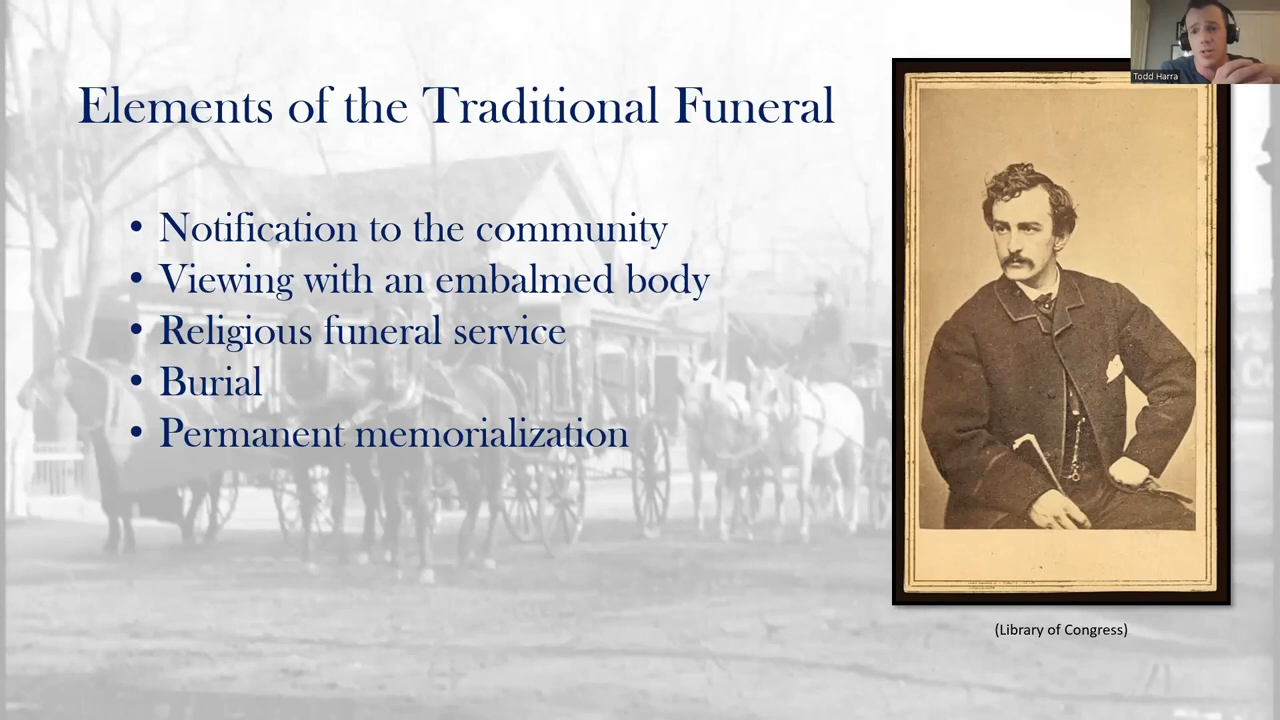 Todd Harra
Elements of the Traditional Funeral
• Notification to the community
• Viewing with an embalmed body
• Religious funeral service
• Burial
• Permanent memorialization
(Library of Congress)